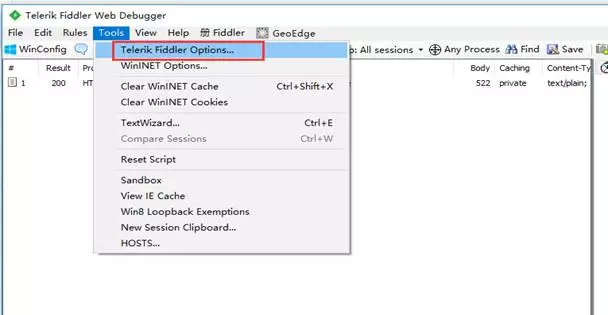 Telerik Fiddler Web Debugger
File Edit Rules Tools View Help Fiddler GeoEdge
WinConfig p: All sessions Any Process Find Save
# Result Pro Body Caching Content-Ty
1 200 HT 522 private text/plain;
Telerik Fiddler Options...
WinINET Options...
Clear WinINET Cache Ctrl+Shift+X
Clear WinINET Cookies
TextWizard... Ctrl+E
Compare Sessions Ctrl+W
Reset Script
Sandbox
View IE Cache
Win8 Loopback Exemptions
New Session Clipboard...
HOSTS...